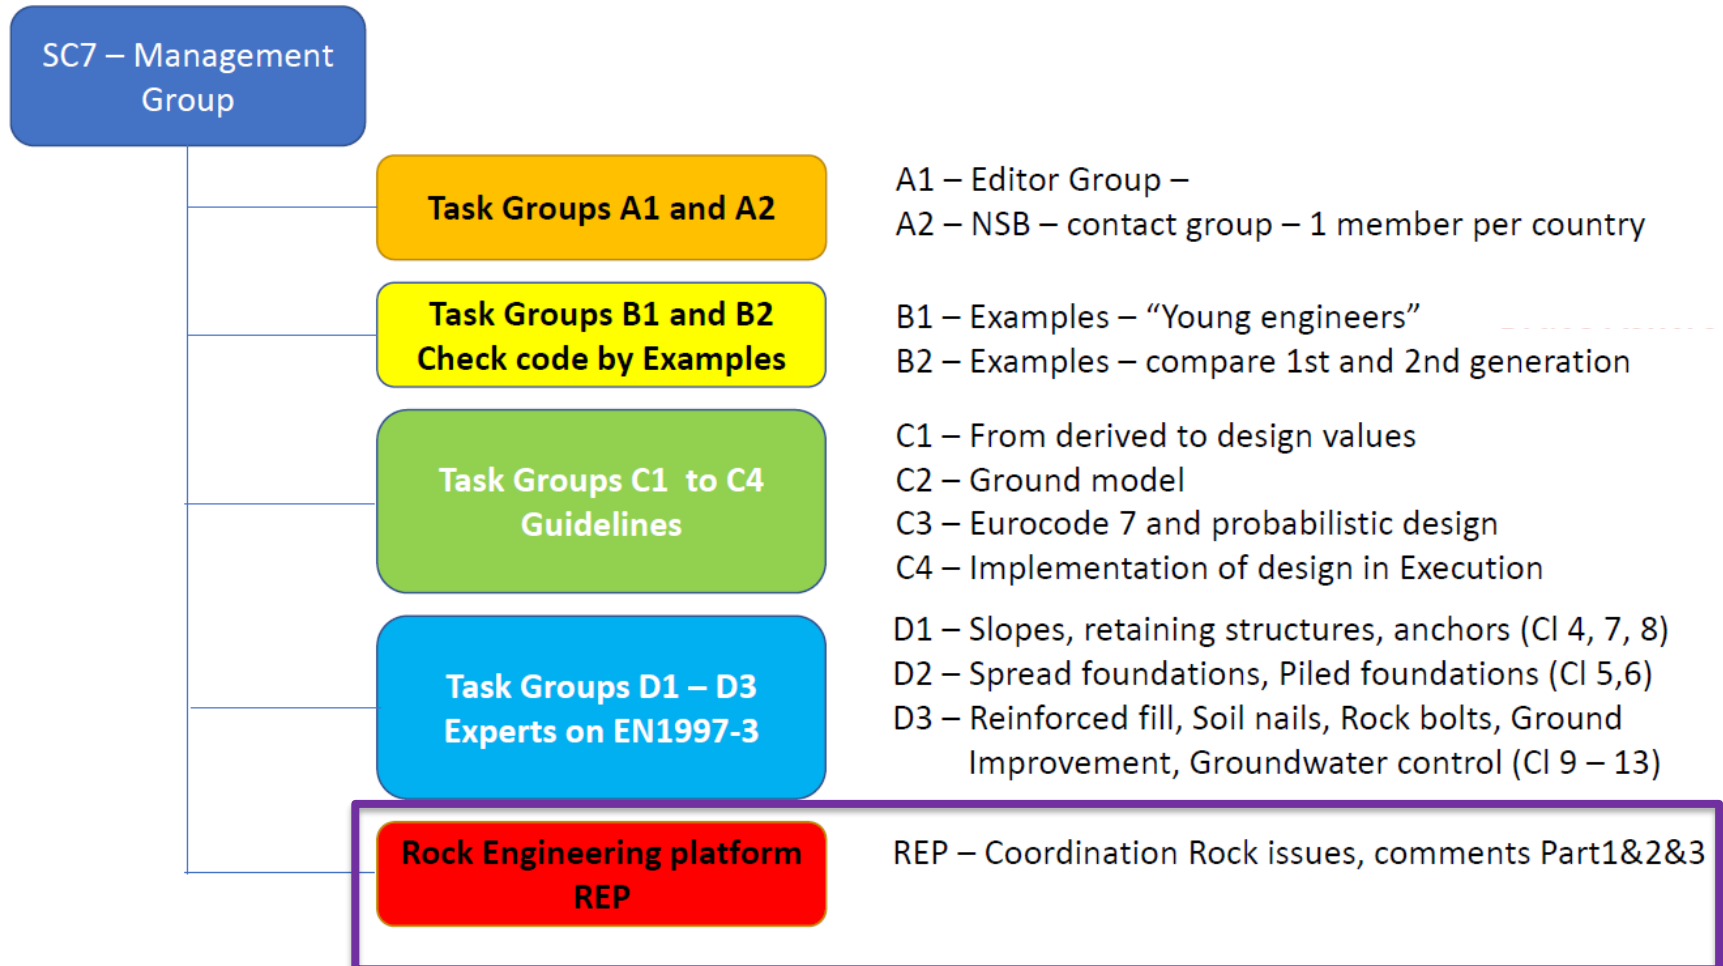 SC7 – Management
Group
Task Groups A1 and A2
A1 – Editor Group –
A2 – NSB – contact group – 1 member per country
Task Groups B1 and B2
Check code by Examples
B1 – Examples – “Young engineers”
B2 – Examples – compare 1st and 2nd generation
Task Groups C1 to C4
Guidelines
C1 – From derived to design values
C2 – Ground model
C3 – Eurocode 7 and probabilistic design
C4 – Implementation of design in Execution
Task Groups D1 – D3
Experts on EN1997-3
D1 – Slopes, retaining structures, anchors (Cl 4, 7, 8)
D2 – Spread foundations, Piled foundations (Cl 5,6)
D3 – Reinforced fill, Soil nails, Rock bolts, Ground
Improvement, Groundwater control (Cl 9 – 13)
Rock Engineering platform
REP
REP – Coordination Rock issues, comments Part1&2&3